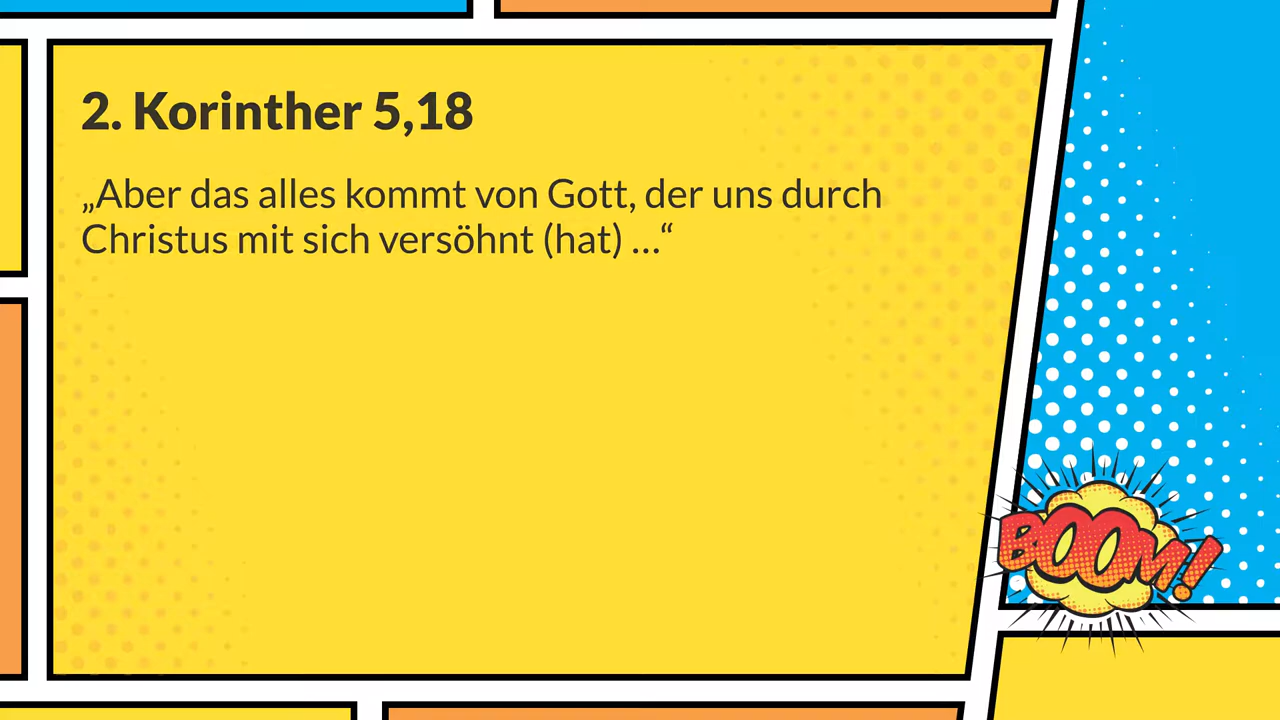 2. Korinther 5,18
„Aber das alles kommt von Gott, der uns durch
Christus mit sich versöhnt (hat) …“
BOOM!